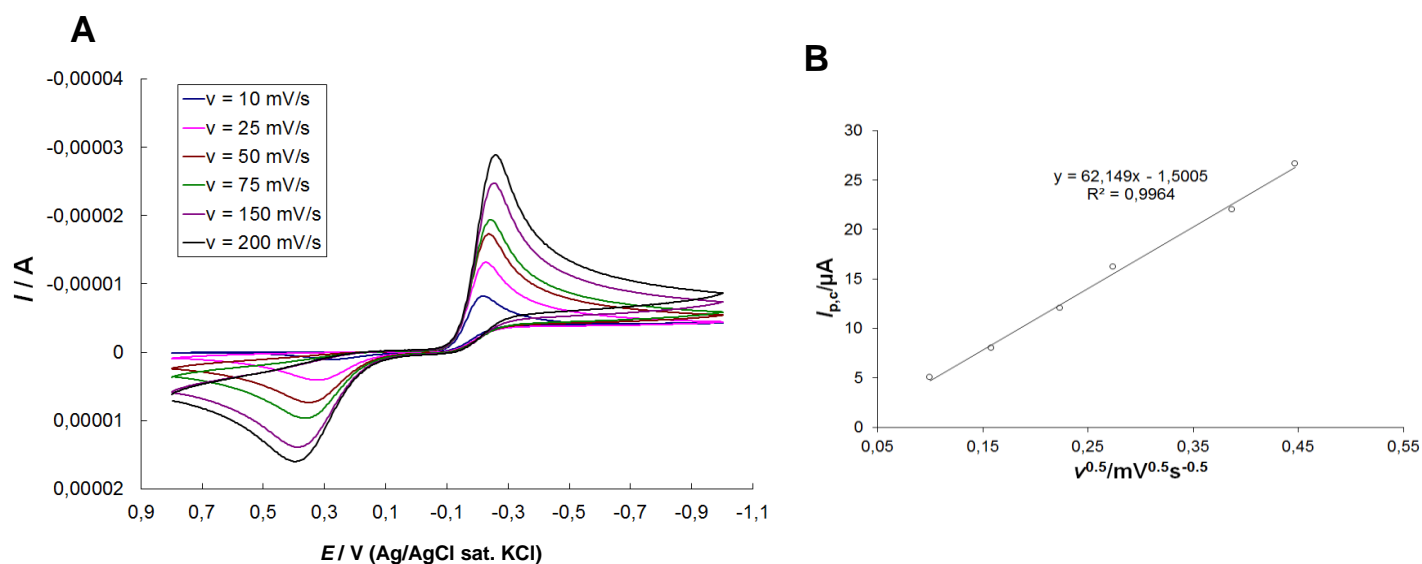 A
-0,00004
-0,00003
-0,00002
-0,00001
0
0,00001
0,00002
I / A
v = 10 mV/s
v = 25 mV/s
v = 50 mV/s
v = 75 mV/s
v = 150 mV/s
v = 200 mV/s
0,9 0,7 0,5 0,3 0,1 -0,1 -0,3 -0,5 -0,7 -0,9 -1,1
E / V (Ag/AgCl sat. KCl)
B
30
25
20
15
10
5
0
Ip,c/µA
y = 62,149x - 1,5005
R² = 0,9964
0,05 0,15 0,25 0,35 0,45 0,55
v^0.5/mV^0.5s^-0.5